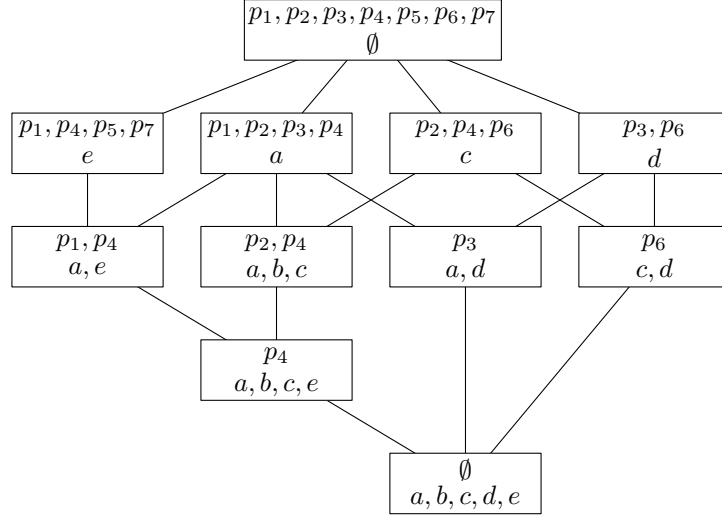 p₁, p₂, p₃, p₄, p₅, p₆, p₇
∅
p₁, p₄, p₅, p₇
e
p₁, p₂, p₃, p₄
a
p₂, p₄, p₆
c
p₃, p₆
d
p₁, p₄
a, e
p₂, p₄
a, b, c
p₃
a, d
p₆
c, d
p₄
a, b, c, e
∅
a, b, c, d, e